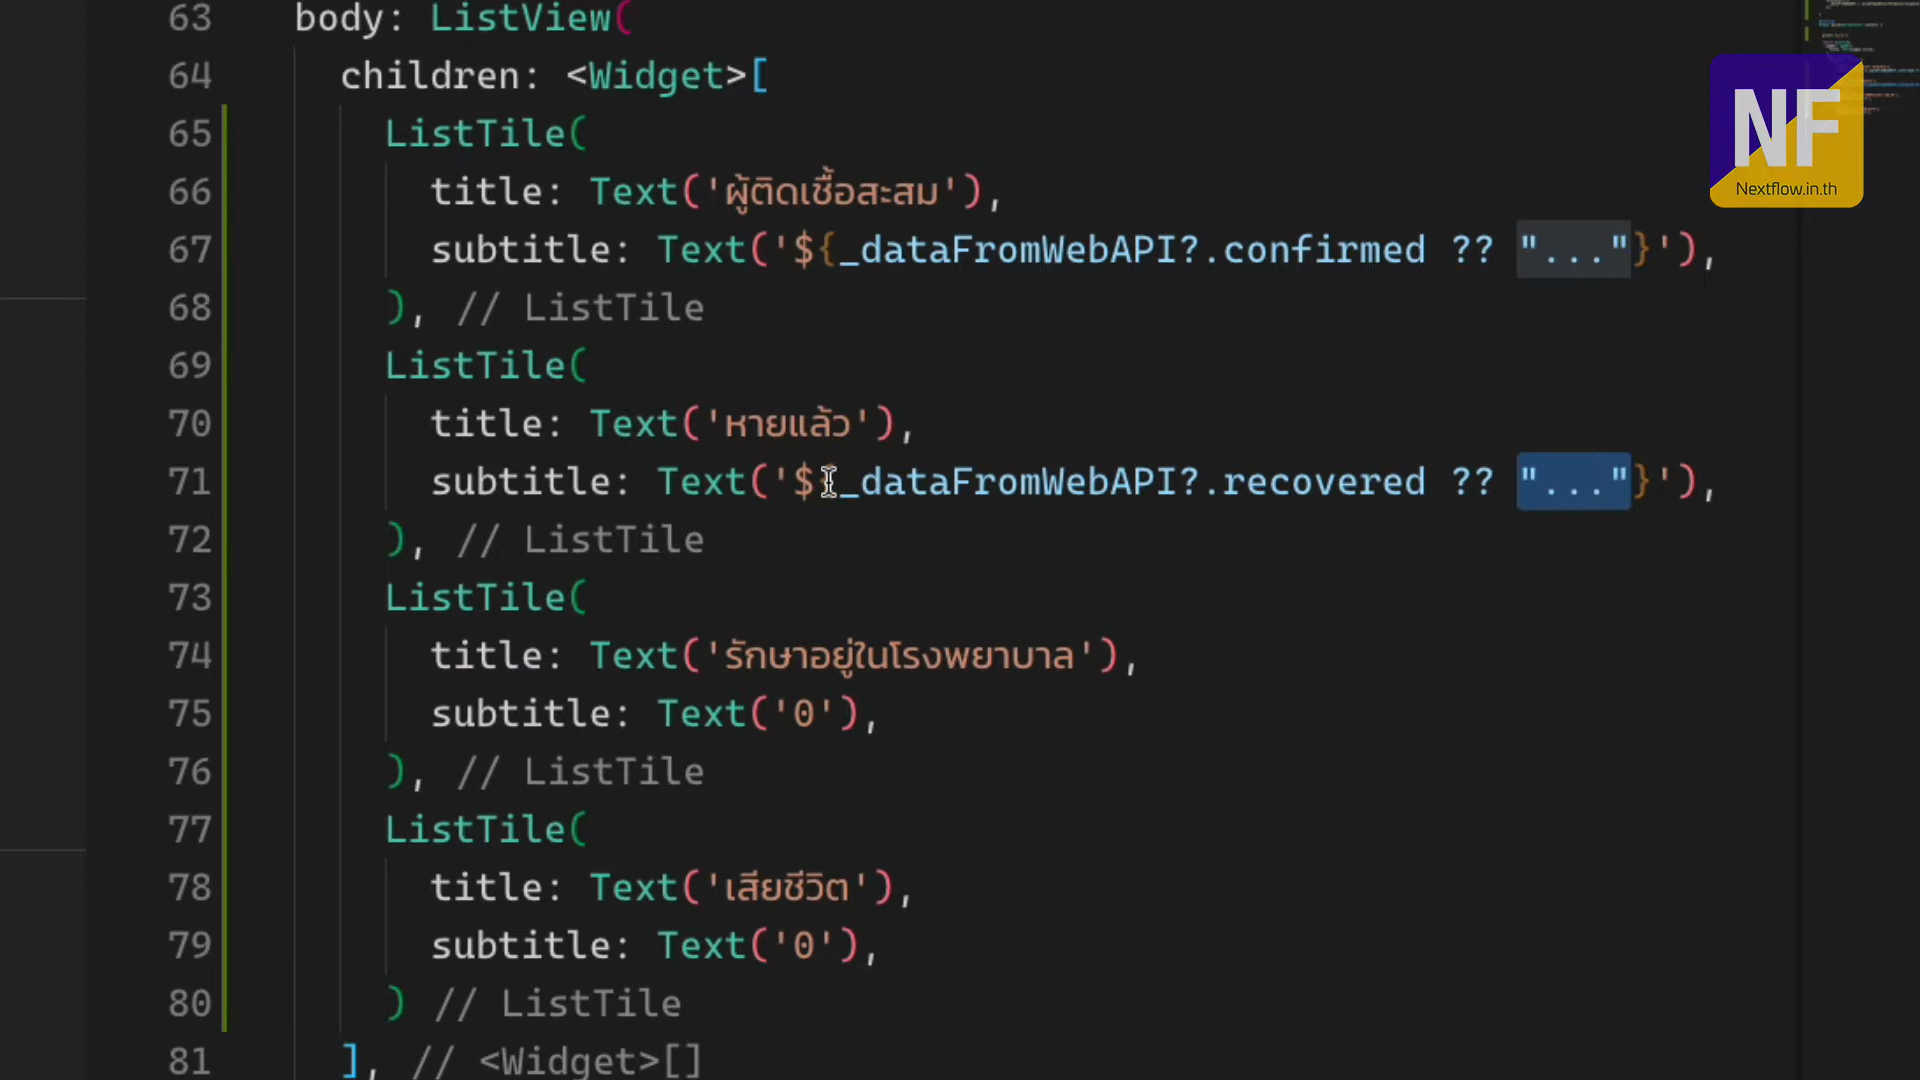 63 body: ListView(
64 children: <Widget>[
65 ListTile(
66 title: Text('ผู้ติดเชื้อสะสม'),
67 subtitle: Text('${_dataFromWebAPI?.confirmed ?? "..."}'),
68 ), // ListTile
69 ListTile(
70 title: Text('หายแล้ว'),
71 subtitle: Text('${_dataFromWebAPI?.recovered ?? "..."}'),
72 ), // ListTile
73 ListTile(
74 title: Text('รักษาอยู่ในโรงพยาบาล'),
75 subtitle: Text('0'),
76 ), // ListTile
77 ListTile(
78 title: Text('เสียชีวิต'),
79 subtitle: Text('0'),
80 ) // ListTile
81 ], // <Widget>[]
NF
Nextflow.in.th